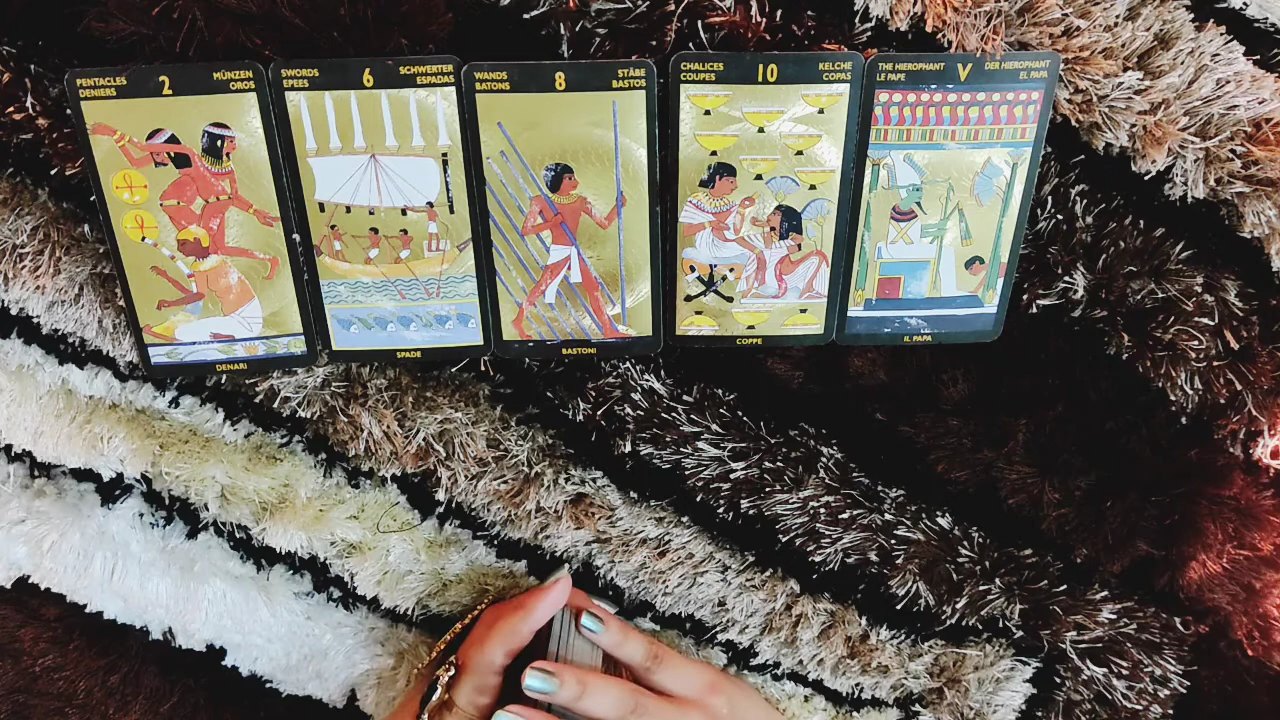 PENTACLES 2 MÜNZEN
DENIERS OROS
DENARI
SWORDS 6 SCHWERTER
EPEES ESPADAS
SPADE
WANDS 8 STÄBE
BATONS BASTOS
BASTONI
CHALICES 10 KELCHE
COUPES COPAS
COPPE
THE HIEROPHANT V DER HIEROPHANT
LE PAPE EL PAPA
IL PAPA